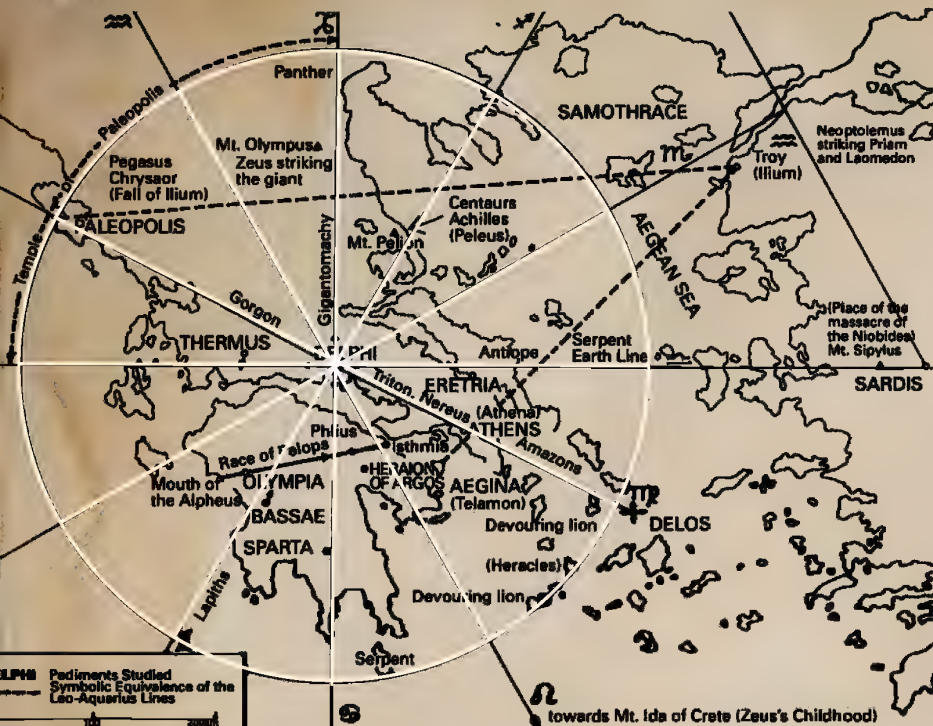 Panther
SAMOTHRACE
Paleopolis
Mt. Olympus
Zeus striking
the giant
Pegasus
Chrysaor
(Fall of Ilium)
Neoptolemus
striking Priam
and Laomedon
Troy
(Ilium)
Centaurs
Achilles
(Peleus)
Mt. Pelion
PALEOPOLIS
Temple of
AEGEAN SEA
Gigantomachy
Gorgon
(Place of the
massacre of
the Niobides)
Mt. Sipylus
THERMUS
PHI
Antiope
Serpent
Earth Line
SARDIS
ERETRIA
Triton. Nereus
(Athena)
ATHENS
Amazons
Phlius
Isthmia
Race of Pelops
HERAION
OF ARGOS
Mouth of
the Alpheus
OLYMPIA
AEGINA
(Telamon)
BASSAE
Devouring lion
DELOS
SPARTA
(Heracles)
Devouring lion
Lapiths
Serpent
ELPHI Pediments Studied
Symbolic Equivalence of the
Leo-Aquarius Lines
towards Mt. Ida of Crete (Zeus's Childhood)